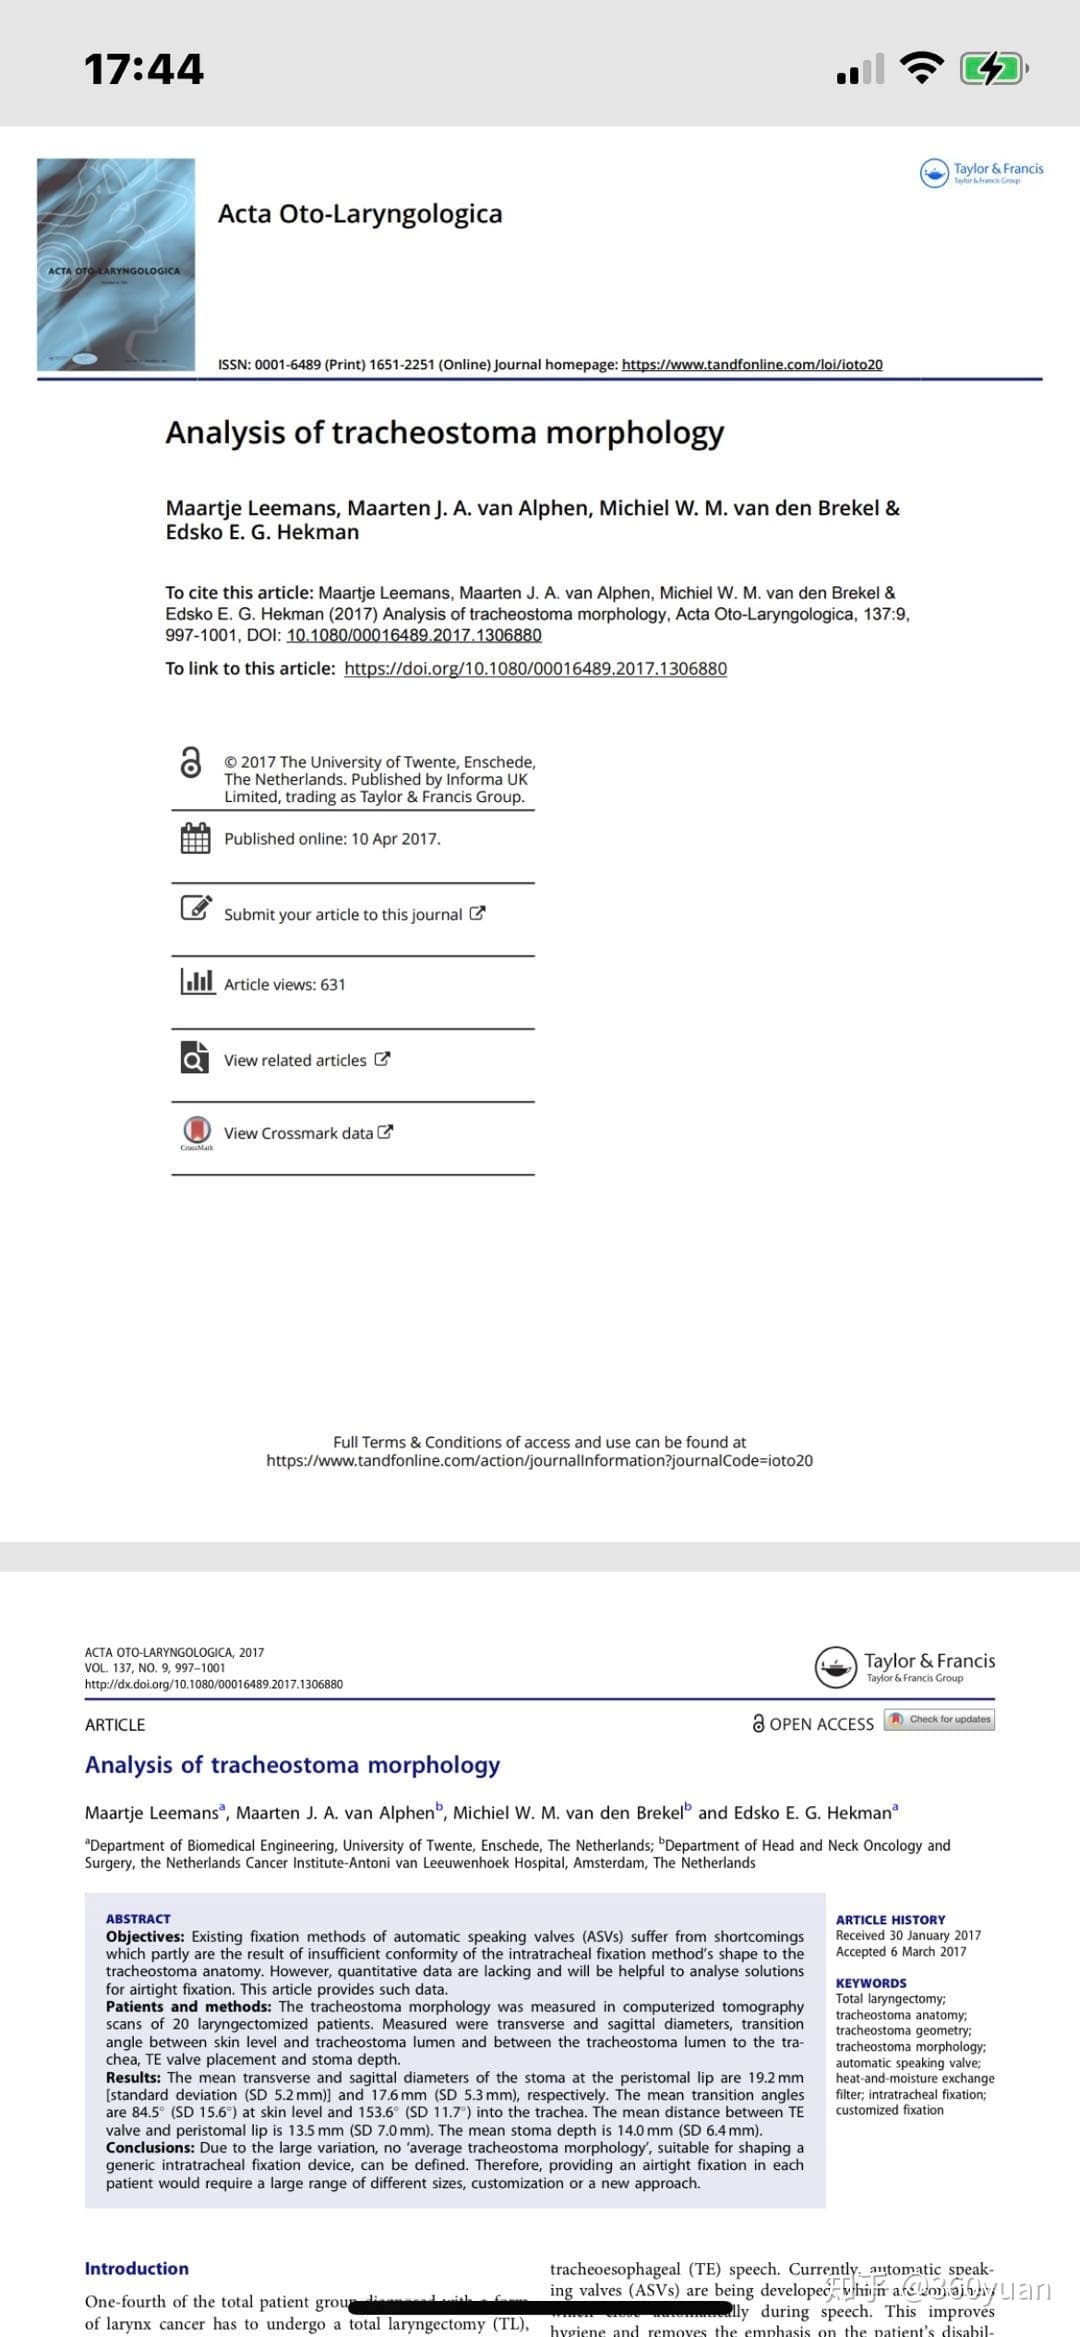 17:44
Taylor & Francis
Taylor & Francis Group
ACTA OTO-LARYNGOLOGICA
Acta Oto-Laryngologica
ISSN: 0001-6489 (Print) 1651-2251 (Online) Journal homepage: https://www.tandfonline.com/loi/ioto20
Analysis of tracheostoma morphology
Maartje Leemans, Maarten J. A. van Alphen, Michiel W. M. van den Brekel &
Edsko E. G. Hekman
To cite this article: Maartje Leemans, Maarten J. A. van Alphen, Michiel W. M. van den Brekel &
Edsko E. G. Hekman (2017) Analysis of tracheostoma morphology, Acta Oto-Laryngologica, 137:9,
997-1001, DOI: 10.1080/00016489.2017.1306880
To link to this article: https://doi.org/10.1080/00016489.2017.1306880
© 2017 The University of Twente, Enschede,
The Netherlands. Published by Informa UK
Limited, trading as Taylor & Francis Group.
Published online: 10 Apr 2017.
Submit your article to this journal
Article views: 631
View related articles
CrossMark
View Crossmark data
Full Terms & Conditions of access and use can be found at
https://www.tandfonline.com/action/journalInformation?journalCode=ioto20
ACTA OTO-LARYNGOLOGICA, 2017
VOL. 137, NO. 9, 997–1001
http://dx.doi.org/10.1080/00016489.2017.1306880
Taylor & Francis
Taylor & Francis Group
ARTICLE
OPEN ACCESS
Check for updates
Analysis of tracheostoma morphology
Maartje Leemansa, Maarten J. A. van Alphenb, Michiel W. M. van den Brekelb and Edsko E. G. Hekmana
aDepartment of Biomedical Engineering, University of Twente, Enschede, The Netherlands; bDepartment of Head and Neck Oncology and
Surgery, the Netherlands Cancer Institute-Antoni van Leeuwenhoek Hospital, Amsterdam, The Netherlands
ABSTRACT
Objectives: Existing fixation methods of automatic speaking valves (ASVs) suffer from shortcomings
which partly are the result of insufficient conformity of the intratracheal fixation method's shape to the
tracheostoma anatomy. However, quantitative data are lacking and will be helpful to analyse solutions
for airtight fixation. This article provides such data.
Patients and methods: The tracheostoma morphology was measured in computerized tomography
scans of 20 laryngectomized patients. Measured were transverse and sagittal diameters, transition
angle between skin level and tracheostoma lumen and between the tracheostoma lumen to the tra-
chea, TE valve placement and stoma depth.
Results: The mean transverse and sagittal diameters of the stoma at the peristomal lip are 19.2 mm
[standard deviation (SD 5.2 mm)] and 17.6 mm (SD 5.3 mm), respectively. The mean transition angles
are 84.5° (SD 15.6°) at skin level and 153.6° (SD 11.7°) into the trachea. The mean distance between TE
valve and peristomal lip is 13.5 mm (SD 7.0 mm). The mean stoma depth is 14.0 mm (SD 6.4 mm).
Conclusions: Due to the large variation, no 'average tracheostoma morphology', suitable for shaping a
generic intratracheal fixation device, can be defined. Therefore, providing an airtight fixation in each
patient would require a large range of different sizes, customization or a new approach.
ARTICLE HISTORY
Received 30 January 2017
Accepted 6 March 2017
KEYWORDS
Total laryngectomy;
tracheostoma anatomy;
tracheostoma geometry;
tracheostoma morphology;
automatic speaking valve;
heat-and-moisture exchange
filter; intratracheal fixation;
customized fixation
Introduction
One-fourth of the total patient group
of larynx cancer has to undergo a total laryngectomy (TL),
tracheoesophageal (TE) speech. Currently, automatic speak-
ing valves (ASVs) are being developed, which are
during speech. This improves
hygiene and removes the emphasis on the patient's disabil-
知乎 @360yuan